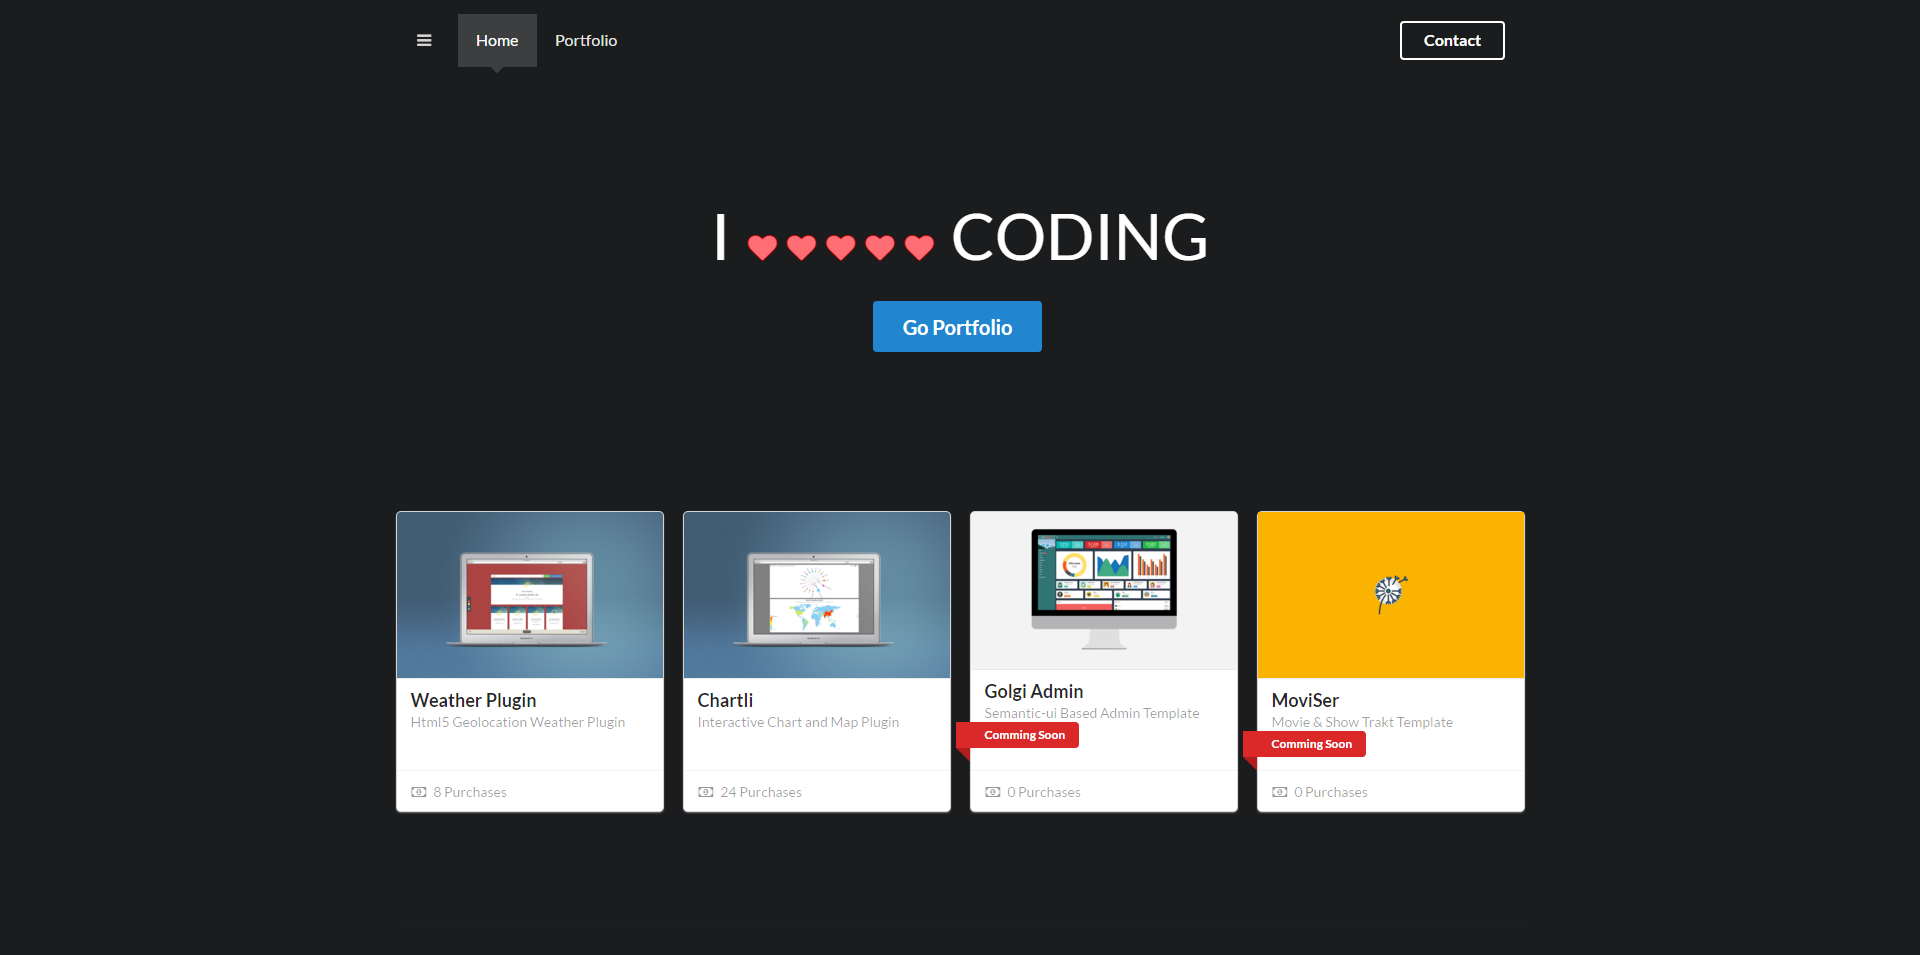 Home
Portfolio
Contact
I CODING
Go Portfolio
Weather Plugin
Html5 Geolocation Weather Plugin
8 Purchases
Chartli
Interactive Chart and Map Plugin
24 Purchases
Golgi Admin
Semantic-ui Based Admin Template
Comming Soon
0 Purchases
MoviSer
Movie & Show Trakt Template
Comming Soon
0 Purchases